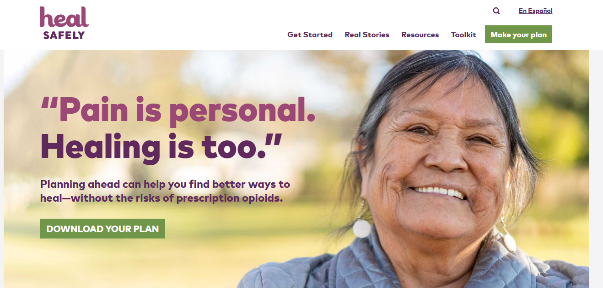 heal
SAFELY
En Español
Get Started Real Stories Resources Toolkit Make your plan
“Pain is personal.
Healing is too.”
Planning ahead can help you find better ways to
heal—without the risks of prescription opioids.
DOWNLOAD YOUR PLAN